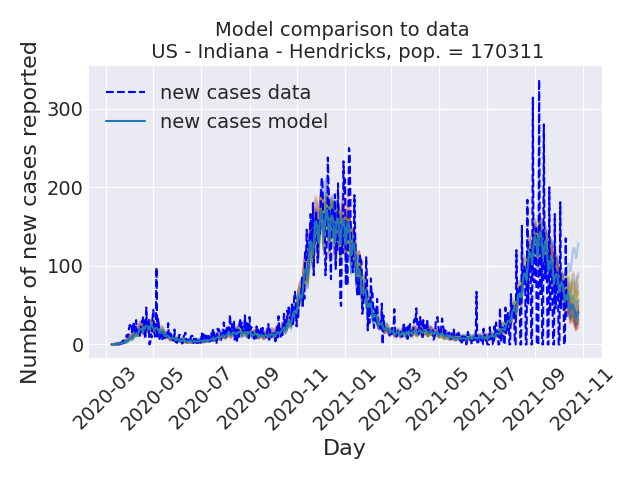 Model comparison to data
US - Indiana - Hendricks, pop. = 170311
Number of new cases reported
300
200
100
0
new cases data
new cases model
2020-03
2020-05
2020-07
2020-09
2020-11
2021-01
2021-03
2021-05
2021-07
2021-09
2021-11
Day